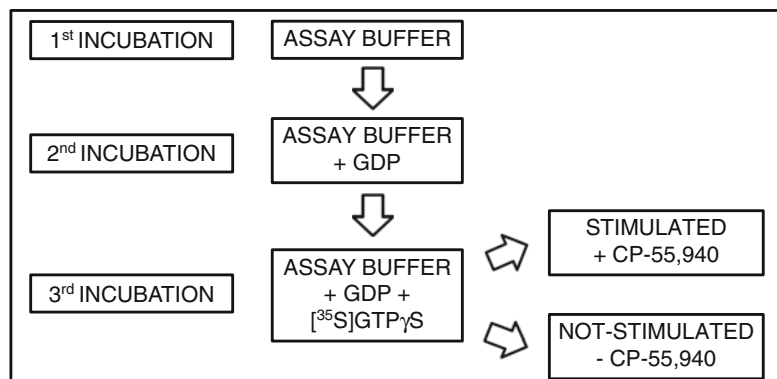 1st INCUBATION
ASSAY BUFFER
2nd INCUBATION
ASSAY BUFFER
+ GDP
3rd INCUBATION
ASSAY BUFFER
+ GDP +
[35S]GTPγS
STIMULATED
+ CP-55,940
NOT-STIMULATED
- CP-55,940